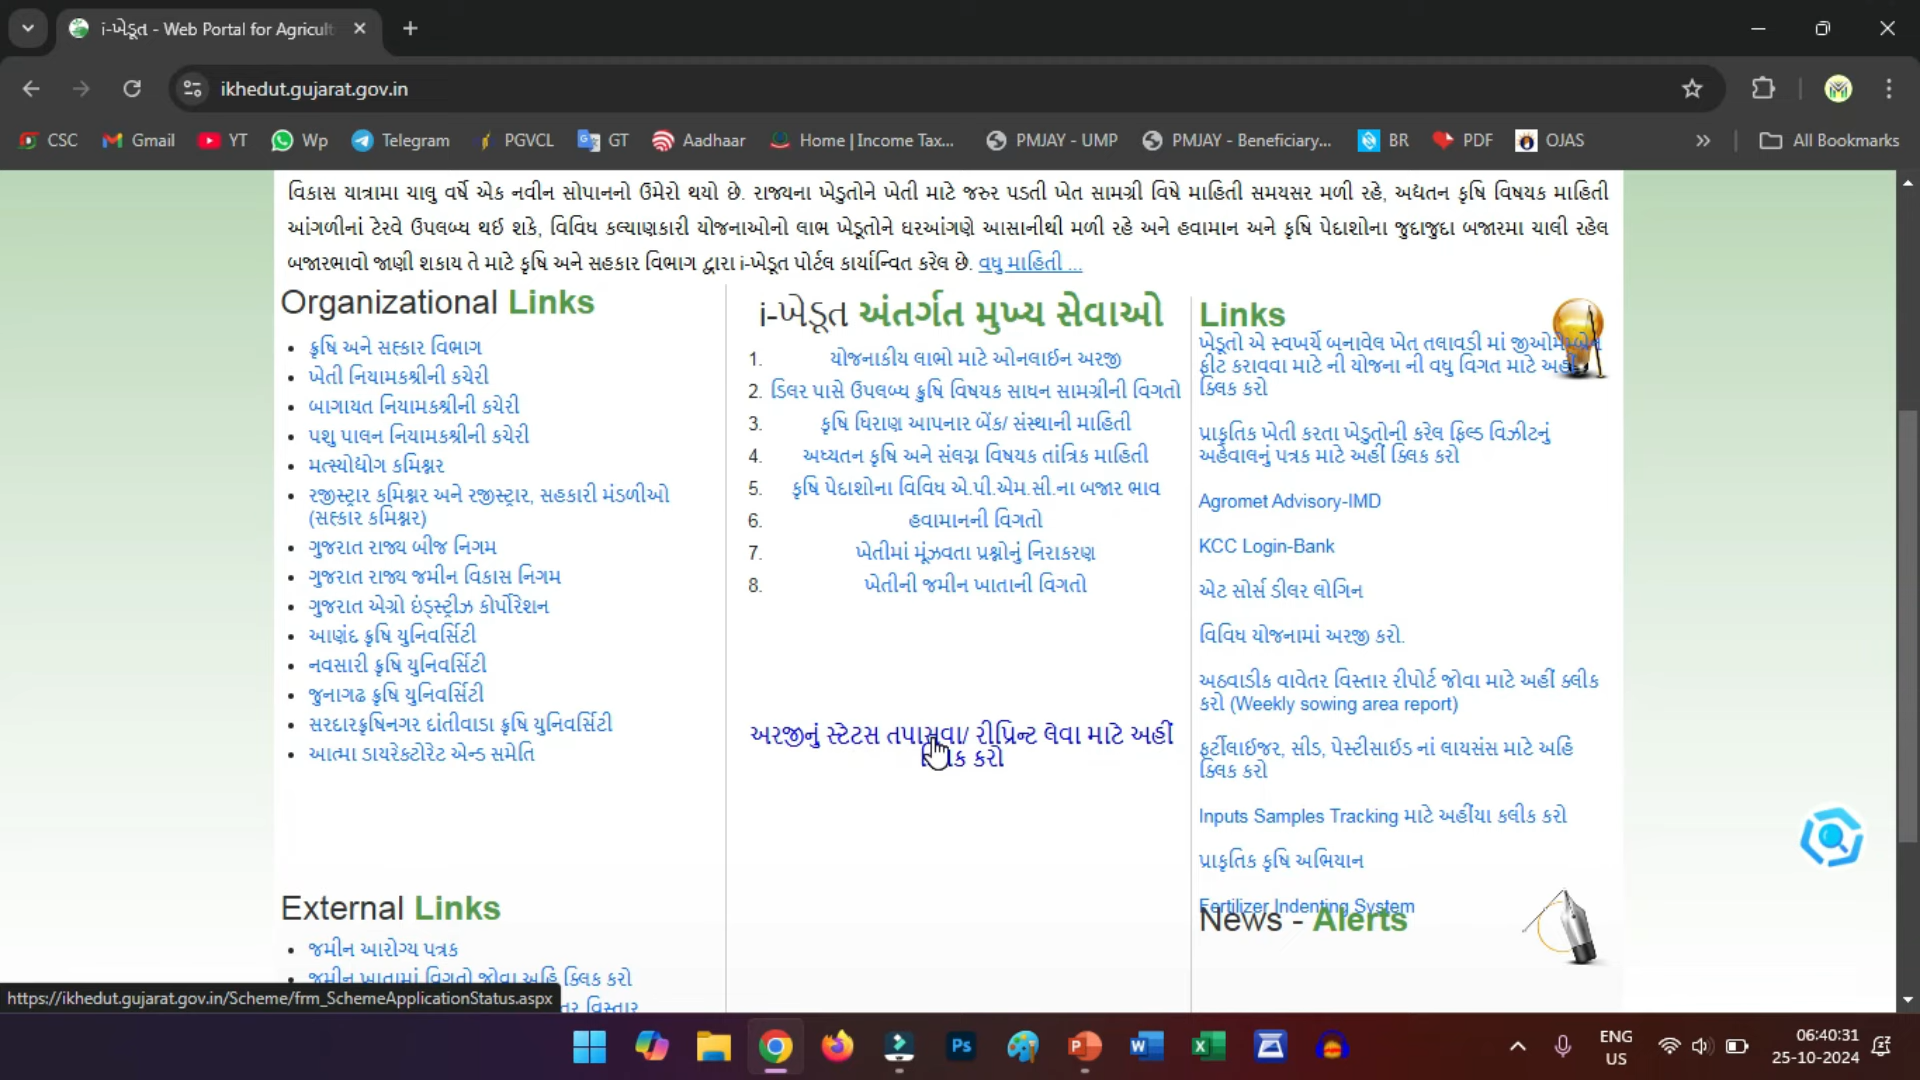 i-ખેડૂત - Web Portal for Agricult
ikhedut.gujarat.gov.in
CSC Gmail YT Wp Telegram PGVCL GT Aadhaar Home | Income Tax... PMJAY - UMP PMJAY - Beneficiary... BR PDF OJAS » All Bookmarks
વિકાસ યાત્રામા ચાલુ વર્ષે એક નવીન સોપાનનો ઉમેરો થયો છે. રાજ્યના ખેડુતોને ખેતી માટે જરુર પડતી ખેત સામગ્રી વિષે માહિતી સમયસર મળી રહે, અદ્યતન કૃષિ વિષયક માહિતી
આંગળીનાં ટેરવે ઉપલબ્ધ થઈ શકે, વિવિધ કલ્યાણકારી યોજનાઓનો લાભ ખેડૂતોને ઘરઆંગણે આસાનીથી મળી રહે અને હવામાન અને કૃષિ પેદાશોના જુદાજુદા બજારમા ચાલી રહેલ
બજારભાવો જાણી શકાય તે માટે કૃષિ અને સહકાર વિભાગ દ્વારા i-ખેડૂત પોર્ટલ કાર્યાન્વિત કરેલ છે. વધુ માહિતી ...
Organizational Links
ક્રૃષિ અને સહ્કાર વિભાગ
ખેતી નિયામકશ્રીની કચેરી
બાગાયત નિયામકશ્રીની કચેરી
પશુ પાલન નિયામકશ્રીની કચેરી
મત્સ્યોદ્યોગ કમિશ્નર
રજીસ્ટ્રાર કમિશ્નર અને રજીસ્ટ્રાર, સહકારી મંડળીઓ
(સહ્કાર કમિશ્નર)
ગુજરાત રાજ્ય બીજ નિગમ
ગુજરાત રાજ્ય જમીન વિકાસ નિગમ
ગુજરાત એગ્રો ઇંડ્સ્ટ્રીઝ કોર્પોરેશન
આણંદ ક્રૃષિ યુનિવર્સિટી
નવસારી ક્રૃષિ યુનિવર્સિટી
જુનાગઢ ક્રૃષિ યુનિવર્સિટી
સરદારક્રૃષિનગર દાંતીવાડા ક્રૃષિ યુનિવર્સિટી
આત્મા ડાયરેક્ટોરેટ એન્ડ સમેતિ
External Links
જમીન આરોગ્ય પત્રક
જમીન ખાતામાં વિગતો જોવા અહિં ક્લિક કરો
વિસ્તાર
https://ikhedut.gujarat.gov.in/Scheme/frm_SchemeApplicationStatus.aspx
i-ખેડૂત અંતર્ગત મુખ્ય સેવાઓ
1. યોજનાકીય લાભો માટે ઓનલાઈન અરજી
2. ડિલર પાસે ઉપલબ્ધ ક્રુષિ વિષયક સાધન સામગ્રીની વિગતો
3. કૃષિ ધિરાણ આપનાર બેંક/ સંસ્થાની માહિતી
4. અધ્યતન કૃષિ અને સંલગ્ન વિષયક તાંત્રિક માહિતી
5. કૃષિ પેદાશોના વિવિધ એ.પી.એમ.સી.ના બજાર ભાવ
6. હવામાનની વિગતો
7. ખેતીમાં મૂંઝવતા પ્રશ્નોનું નિરાકરણ
8. ખેતીની જમીન ખાતાની વિગતો
અરજીનું સ્ટેટસ તપાસવા/ રીપ્રિન્ટ લેવા માટે અહીં
કરો
Links
ખેડૂતો એ સ્વખર્ચે બનાવેલ ખેત તલાવડી માં જીઓમેમ્બ્રેન
ફીટ કરાવવા માટે ની યોજના ની વધુ વિગત માટે અહીં
ક્લિક કરો
પ્રાકૃતિક ખેતી કરતા ખેડુતોની કરેલ ફિલ્ડ વિઝીટનું
અહેવાલનું પત્રક માટે અહીં ક્લિક કરો
Agromet Advisory-IMD
KCC Login-Bank
એટ સોર્સ ડીલર લોગિન
વિવિધ યોજનામાં અરજી કરો.
અઠવાડીક વાવેતર વિસ્તાર રીપોર્ટ જોવા માટે અહીં ક્લીક
કરો (Weekly sowing area report)
ફર્ટીલાઈજર, સીડ, પેસ્ટીસાઈડ નાં લાયસંસ માટે અહિં
ક્લિક કરો
Inputs Samples Tracking માટે અહીંયા કલીક કરો
પ્રાકૃતિક કૃષિ અભિયાન
Fertilizer Indenting System
News - Alerts
ENG
US
06:40:31
25-10-2024